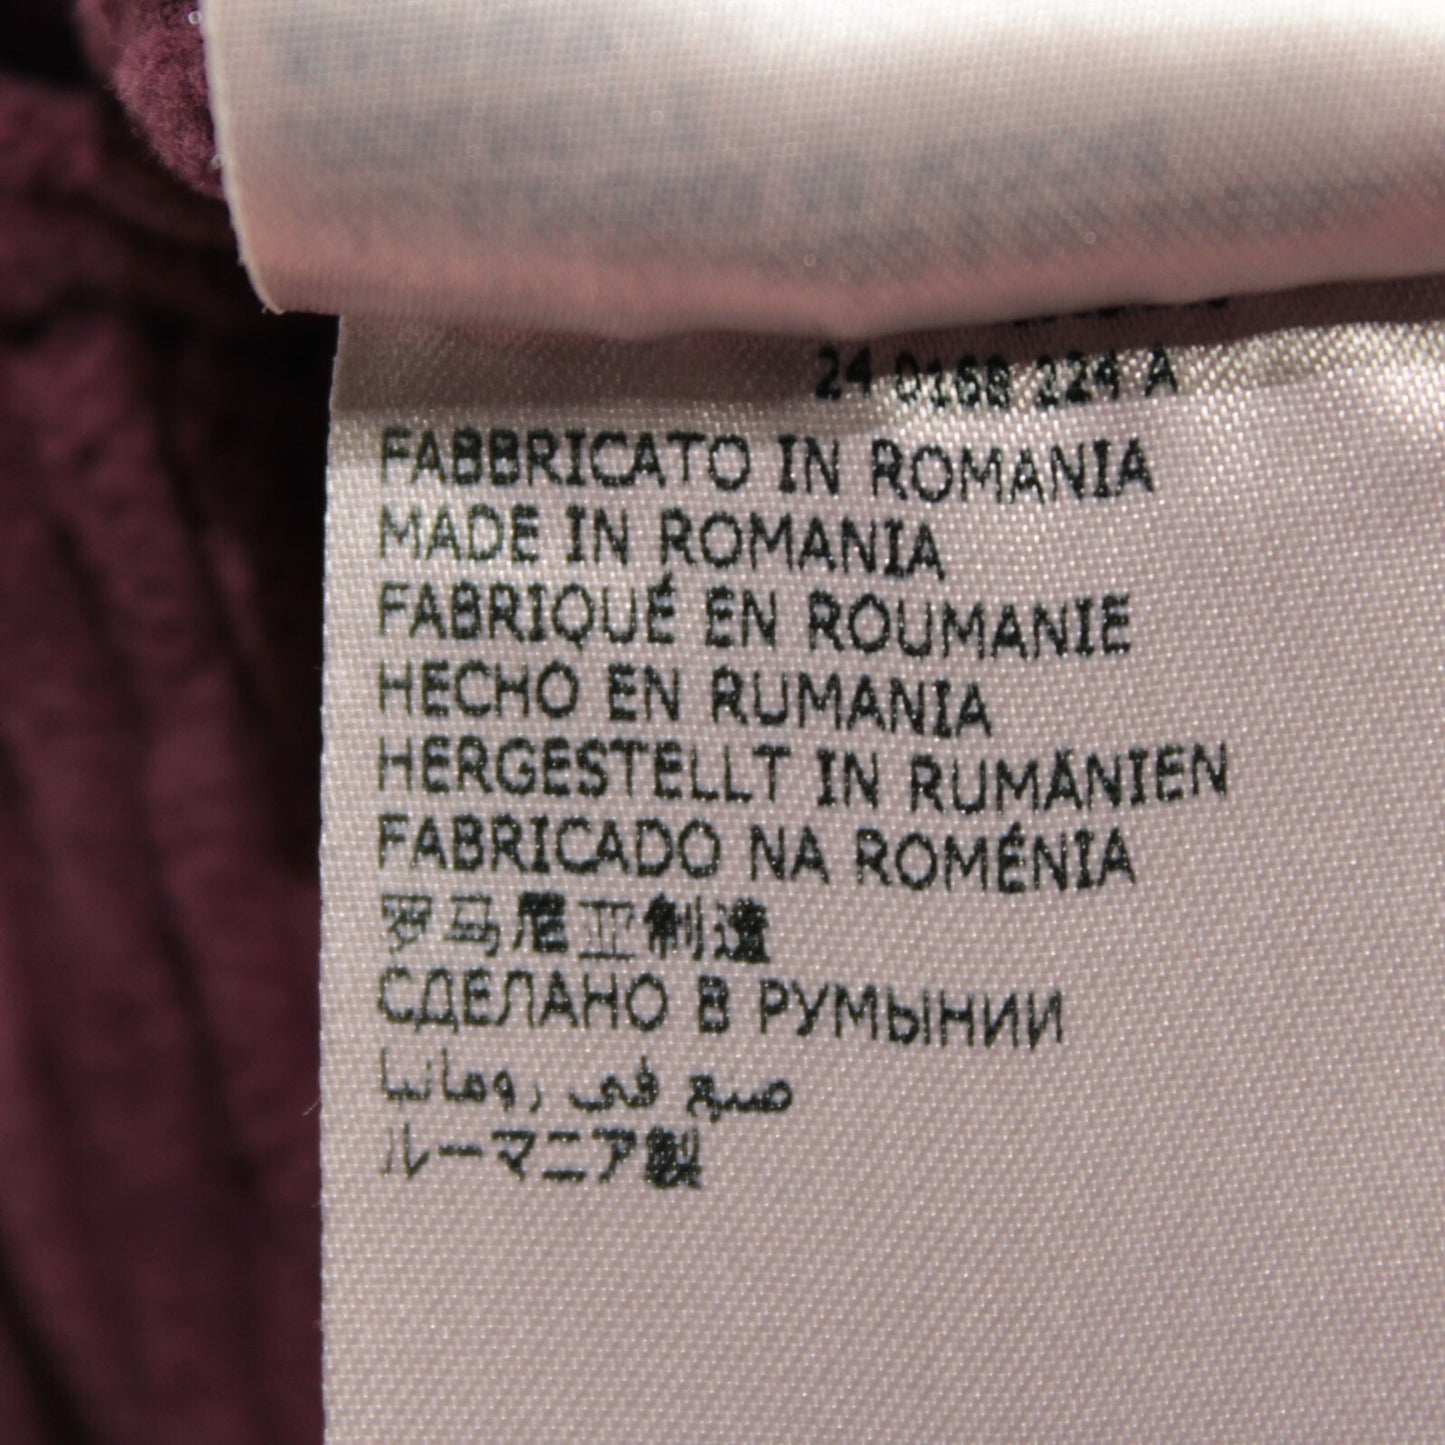 24 0168 224 A
FABBRICATO IN ROMANIA
MADE IN ROMANIA
FABRIQUÉ EN ROUMANIE
HECHO EN RUMANIA
HERGESTELLT IN RUMÄNIEN
FABRICADO NA ROMÉNIA
罗马尼亚制造
СДЕЛАНО В РУМЫНИИ
صنع في رومانيا
ルーマニア製